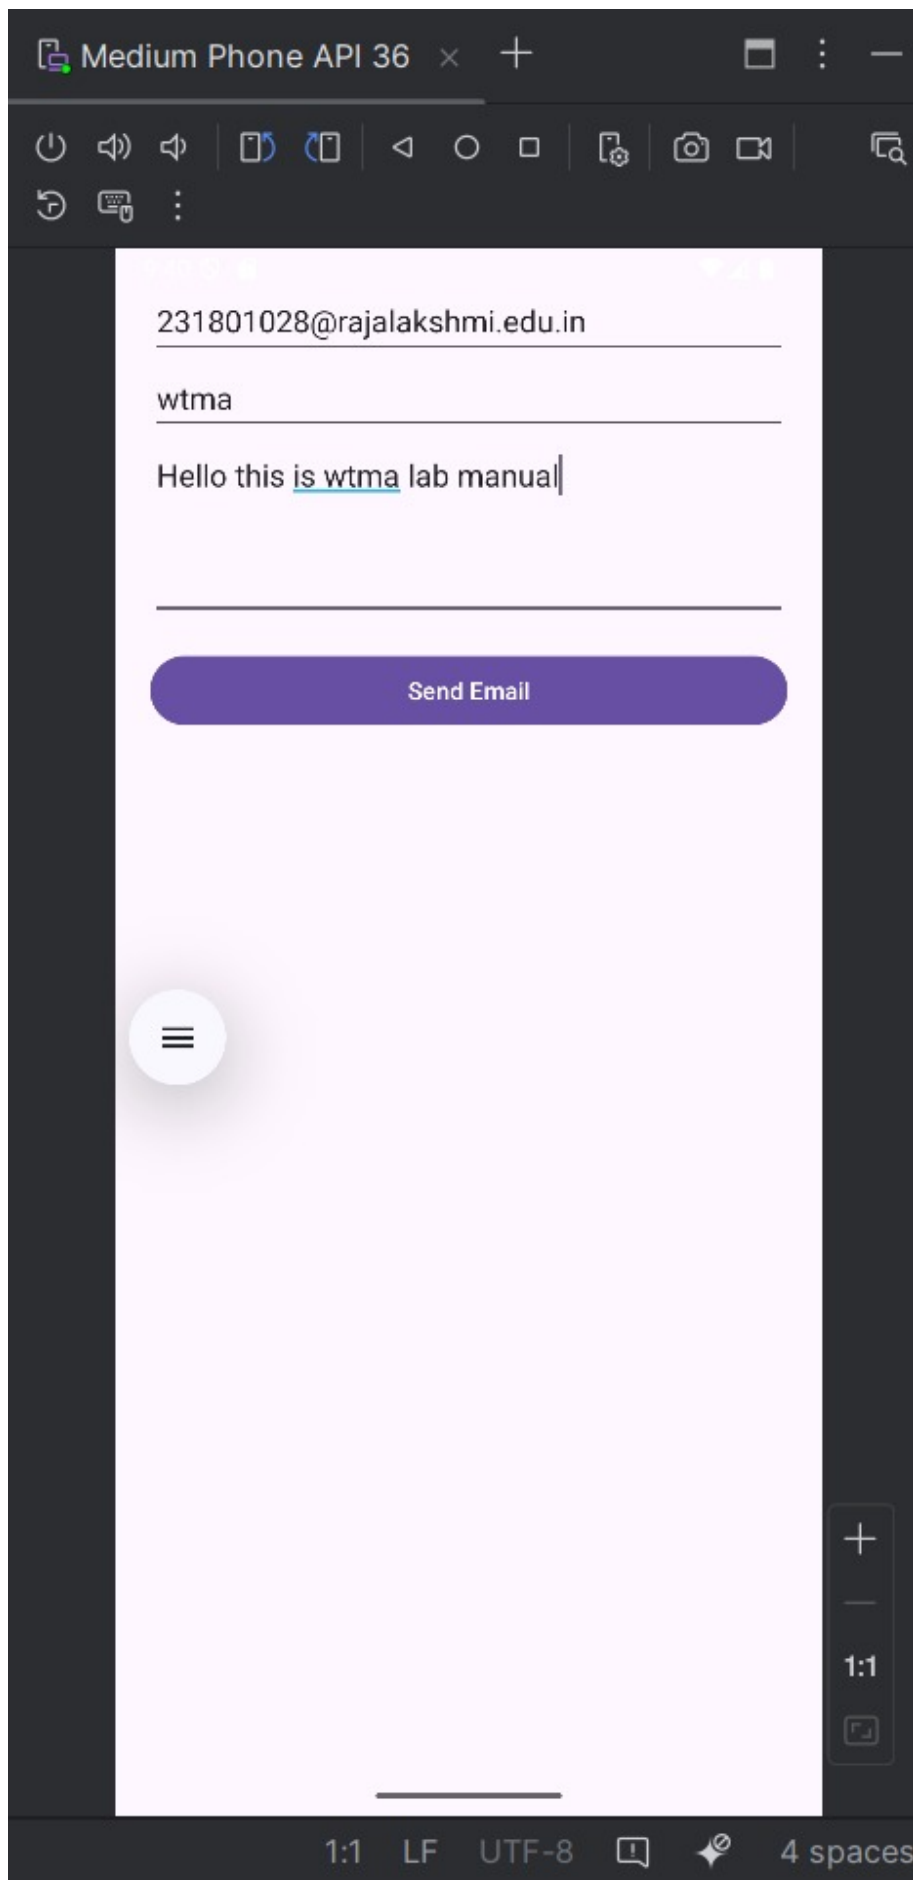 Medium Phone API 36
231801028@rajalakshmi.edu.in
wtma
Hello this is wtma lab manual
Send Email
1:1
1:1 LF UTF-8 4 spaces